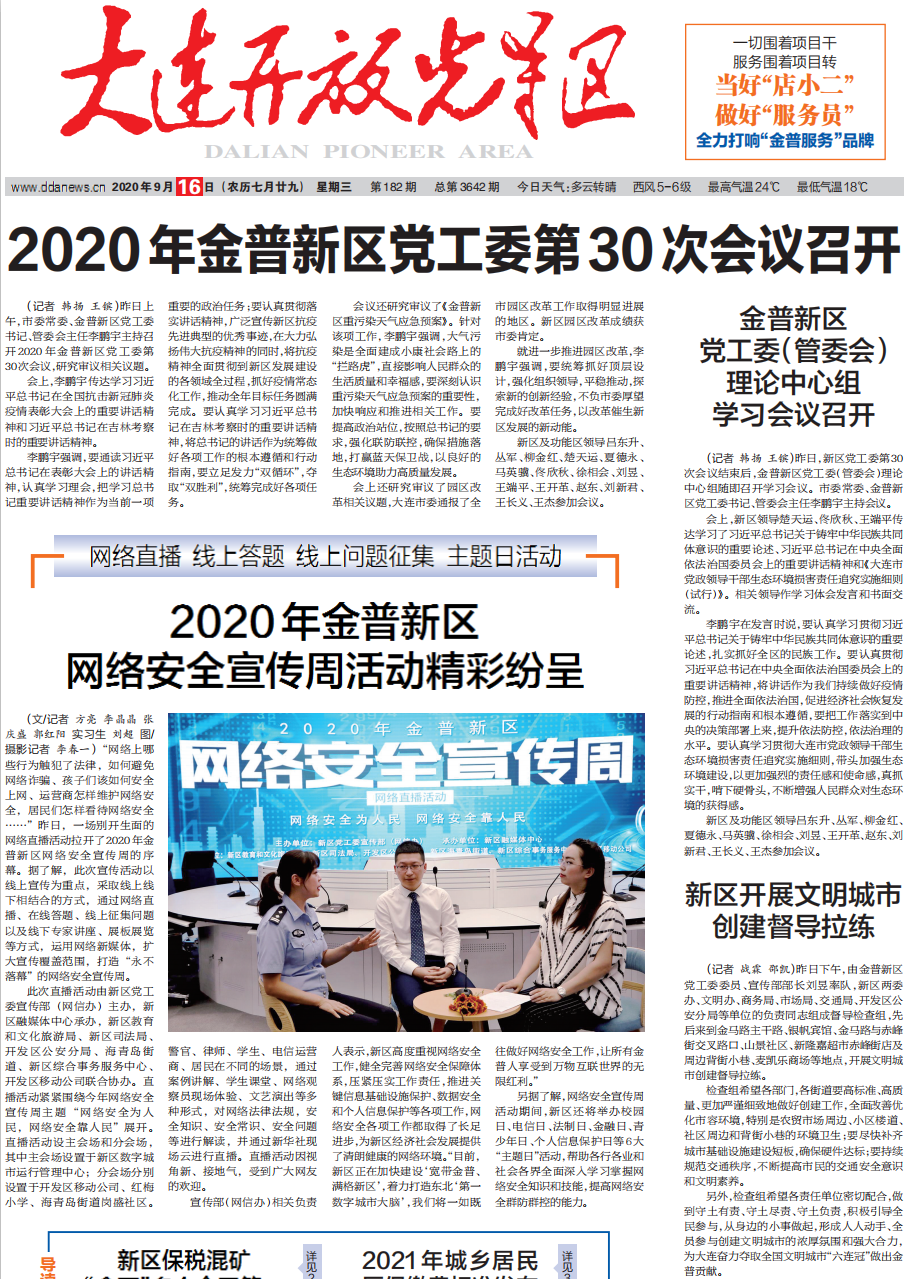 大连开放先导区
DALIAN PIONEER AREA
一切围着项目干
服务围着项目转
当好“店小二”
做好“服务员”
全力打响“金普服务”品牌
www.ddanews.cn 2020年9月16日（农历七月廿九） 星期三 第182期 总第3642期 今日天气：多云转晴 西风5-6级 最高气温24℃ 最低气温18℃
2020年金普新区党工委第30次会议召开
（记者 韩扬 王镔）昨日上
午，市委常委、金普新区党工委
书记、管委会主任李鹏宇主持召
开2020年金普新区党工委第
30次会议，研究审议相关议题。
会上，李鹏宇传达学习习近
平总书记在全国抗击新冠肺炎
疫情表彰大会上的重要讲话精
神和习近平总书记在吉林考察
时的重要讲话精神。
李鹏宇强调，要通读习近平
总书记在表彰大会上的讲话精
神，认真学习理会，把学习总书
记重要讲话精神作为当前一项
重要的政治任务；要认真贯彻落
实讲话精神，广泛宣传新区抗疫
先进典型的优秀事迹，在大力弘
扬伟大抗疫精神的同时，将抗疫
精神全面贯彻到新区发展建设
的各领域全过程，抓好疫情常态
化工作，推动全年目标任务圆满
完成。要认真学习习近平总书
记在吉林考察时的重要讲话精
神，将总书记的讲话作为统筹做
好各项工作的根本遵循和行动
指南，要立足发力“双循环”，夺
取“双胜利”，统筹完成好各项任
务。
会议还研究审议了《金普新
区重污染天气应急预案》。针对
该项工作，李鹏宇强调，大气污
染是全面建成小康社会路上的
“拦路虎”，直接影响人民群众的
生活质量和幸福感，要深刻认识
重污染天气应急预案的重要性，
加快响应和推进相关工作。要
提高政治站位，按照总书记的要
求，强化联防联控，确保措施落
地，打赢蓝天保卫战，以良好的
生态环境助力高质量发展。
会上还研究审议了园区改
革相关议题，大连市委通报了全
市园区改革工作取得明显进展
的地区。新区园区改革成绩获
市委肯定。
就进一步推进园区改革，李
鹏宇强调，要统筹抓好顶层设
计，强化组织领导，平稳推动，探
索新的创新经验，不负市委厚望
完成好改革任务，以改革催生新
区发展的新动能。
新区及功能区领导吕东升、
丛军、柳金红、楚天运、夏德永、
马英骥、佟欣秋、徐相会、刘昱、
王端平、王开革、赵东、刘新君、
王长义、王杰参加会议。
金普新区
党工委（管委会）
理论中心组
学习会议召开
（记者 韩扬 王镔）昨日，新区党工委第30
次会议结束后，金普新区党工委（管委会）理论
中心组随即召开学习会议。市委常委、金普新
区党工委书记、管委会主任李鹏宇主持会议。
会上，新区领导楚天运、佟欣秋、王端平传
达学习了习近平总书记关于铸牢中华民族共同
体意识的重要论述、习近平总书记在中央全面
依法治国委员会上的重要讲话精神和《大连市
党政领导干部生态环境损害责任追究实施细则
（试行）》。相关领导作学习体会发言和书面交
流。
李鹏宇在发言时说，要认真学习贯彻习近
平总书记关于铸牢中华民族共同体意识的重要
论述，扎实抓好全区的民族工作。要认真贯彻
习近平总书记在中央全面依法治国委员会上的
重要讲话精神，将讲话作为我们持续做好疫情
防控，推进全面依法治国，促进经济社会恢复发
展的行动指南和根本遵循，要把工作落实到中
央的决策部署上来，提升依法防控，依法治理的
水平。要认真学习贯彻大连市党政领导干部生
态环境损害责任追究实施细则，带头加强生态
环境建设，以更加强烈的责任感和使命感，真抓
实干，啃下硬骨头，不断增强人民群众对生态环
境的获得感。
新区及功能区领导吕东升、丛军、柳金红、
夏德永、马英骥、徐相会、刘昱、王开革、赵东、刘
新君、王长义、王杰参加会议。
网络直播 线上答题 线上问题征集 主题日活动
2020年金普新区
网络安全宣传周活动精彩纷呈
（文/记者 方亮 李晶晶 张
庆盛 郭红阳 实习生 刘超 图/
摄影记者 李春一）“网络上哪
些行为触犯了法律，如何避免
网络诈骗、孩子们该如何安全
上网、运营商怎样维护网络安
全，居民们怎样看待网络安全
……”昨日，一场别开生面的
网络直播活动拉开了2020年金
普新区网络安全宣传周的序
幕。据了解，此次宣传活动以
线上宣传为重点，采取线上线
下相结合的方式，通过网络直
播、在线答题、线上征集问题
以及线下专家讲座、展板展览
等方式，运用网络新媒体，扩
大宣传覆盖范围，打造“永不
落幕”的网络安全宣传周。
此次直播活动由新区党工
委宣传部（网信办）主办，新
区融媒体中心承办，新区教育
和文化旅游局、新区司法局、
开发区公安分局、海青岛街
道、新区综合事务服务中心、
开发区移动公司联合协办。直
播活动紧紧围绕今年网络安全
宣传周主题“网络安全为人
民，网络安全靠人民”展开。
直播活动设主会场和分会场，
其中主会场设置于新区数字城
市运行管理中心；分会场分别
设置于开发区移动公司、红梅
小学、海青岛街道岗盛社区。
2020年金普新区
网络安全宣传周
网络直播活动
网络安全为人民 网络安全靠人民
主办单位：新区党工委宣传部（网信办） 承办单位：新区融媒体中心
警官、律师、学生、电信运营
商、居民在不同的场景，通过
案例讲解、学生课堂、网络观
察员现场体验、文艺演出等多
种形式，对网络法律法规，安
全知识、安全常识、安全问题
等进行解读，并通过新华社现
场云进行直播。直播活动因视
角新、接地气，受到广大网友
的欢迎。
宣传部（网信办）相关负责
人表示，新区高度重视网络安全
工作，健全完善网络安全保障体
系，压紧压实工作责任，推进关
键信息基础设施保护、数据安全
和个人信息保护等各项工作，网
络安全各项工作都取得了长足
进步，为新区经济社会发展提供
了清朗健康的网络环境。“目前，
新区正在加快建设‘宽带金普、
满格新区’，着力打造东北‘第一
数字城市大脑’，我们将一如既
往做好网络安全工作，让所有金
普人享受到万物互联世界的无
限红利。”
另据了解，网络安全宣传周
活动期间，新区还将举办校园
日、电信日、法制日、金融日、青
少年日、个人信息保护日等6大
“主题日”活动，帮助各行各业和
社会各界全面深入学习掌握网
络安全知识和技能，提高网络安
全群防群控的能力。
新区开展文明城市
创建督导拉练
（记者 战霖 邵凯）昨日下午，由金普新区
党工委委员、宣传部部长刘昱率队，新区两委
办、文明办、商务局、市场局、交通局、开发区公
安分局等单位的负责同志组成督导检查组，先
后来到金马路主干路、银帆宾馆、金马路与赤峰
街交叉路口、山景社区、新隆嘉超市赤峰街店及
周边背街小巷、麦凯乐商场等地点，开展文明城
市创建督导拉练。
检查组希望各部门，各街道要高标准、高质
量、更加严谨细致地做好创建工作，全面改善优
化市容环境，特别是农贸市场周边、小区楼道、
社区周边和背街小巷的环境卫生；要尽快补齐
城市基础设施建设短板，确保硬件达标；要持续
规范交通秩序，不断提高市民的交通安全意识
和文明素养。
另外，检查组希望各责任单位密切配合，做
到守土有责、守土尽责、守土负责，积极引导全
民参与，从身边的小事做起，形成人人动手、全
员参与创建文明城市的浓厚氛围和强大合力，
为大连奋力夺取全国文明城市“六连冠”做出金
普贡献。
导读
新区保税混矿
详见2
2021年城乡居民
详见3